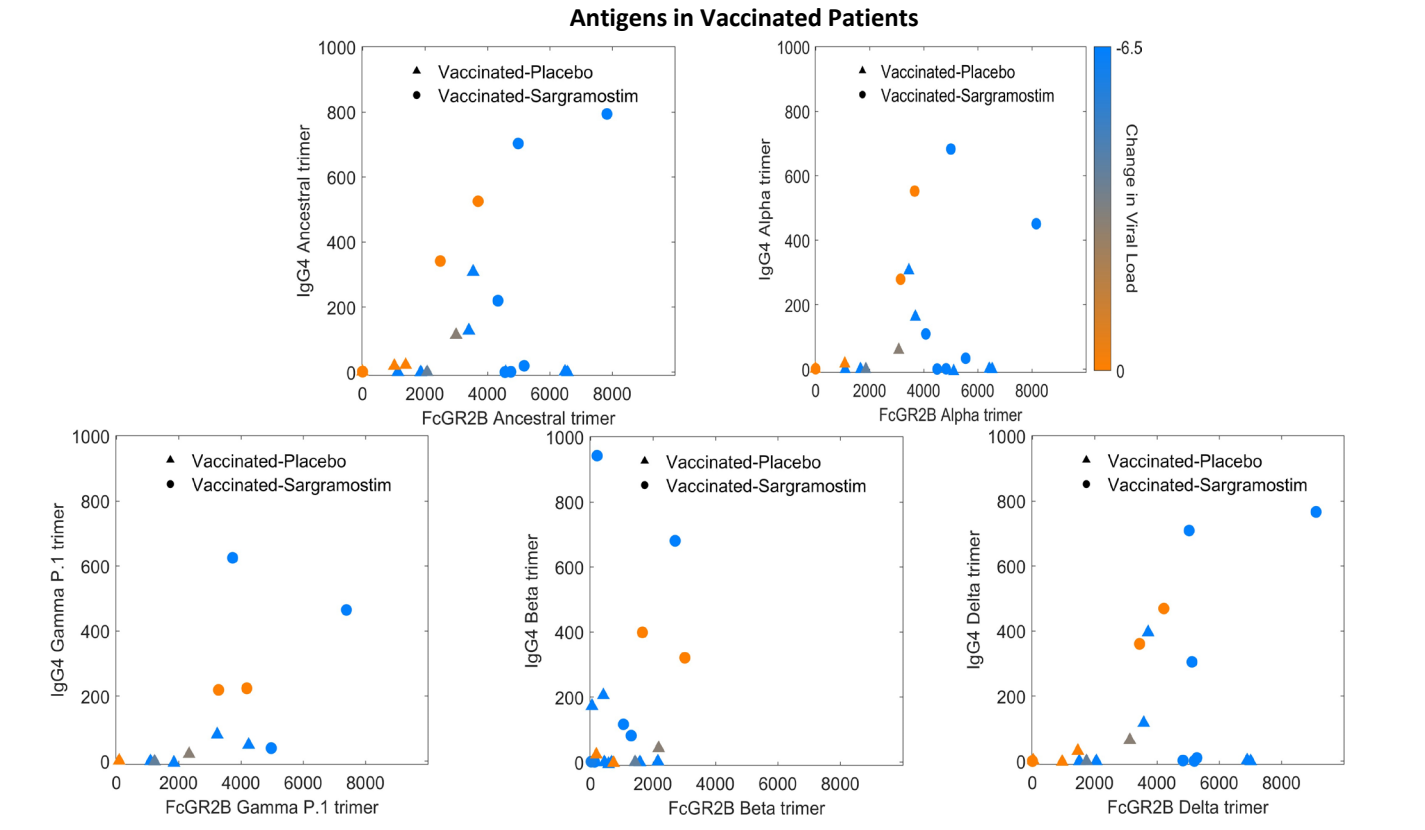 Antigens in Vaccinated Patients
1000
800
600
400
200
0
IgG4 Ancestral trimer
Vaccinated-Placebo
Vaccinated-Sargramostim
0 2000 4000 6000 8000
FcGR2B Ancestral trimer
1000
800
600
400
200
0
IgG4 Alpha trimer
Vaccinated-Placebo
Vaccinated-Sargramostim
0 2000 4000 6000 8000
FcGR2B Alpha trimer
-6.5
Change in Viral Load
0
1000
800
600
400
200
0
IgG4 Gamma P.1 trimer
Vaccinated-Placebo
Vaccinated-Sargramostim
0 2000 4000 6000 8000
FcGR2B Gamma P.1 trimer
1000
800
600
400
200
0
IgG4 Beta trimer
Vaccinated-Placebo
Vaccinated-Sargramostim
0 2000 4000 6000 8000
FcGR2B Beta trimer
1000
800
600
400
200
0
IgG4 Delta trimer
Vaccinated-Placebo
Vaccinated-Sargramostim
0 2000 4000 6000 8000
FcGR2B Delta trimer